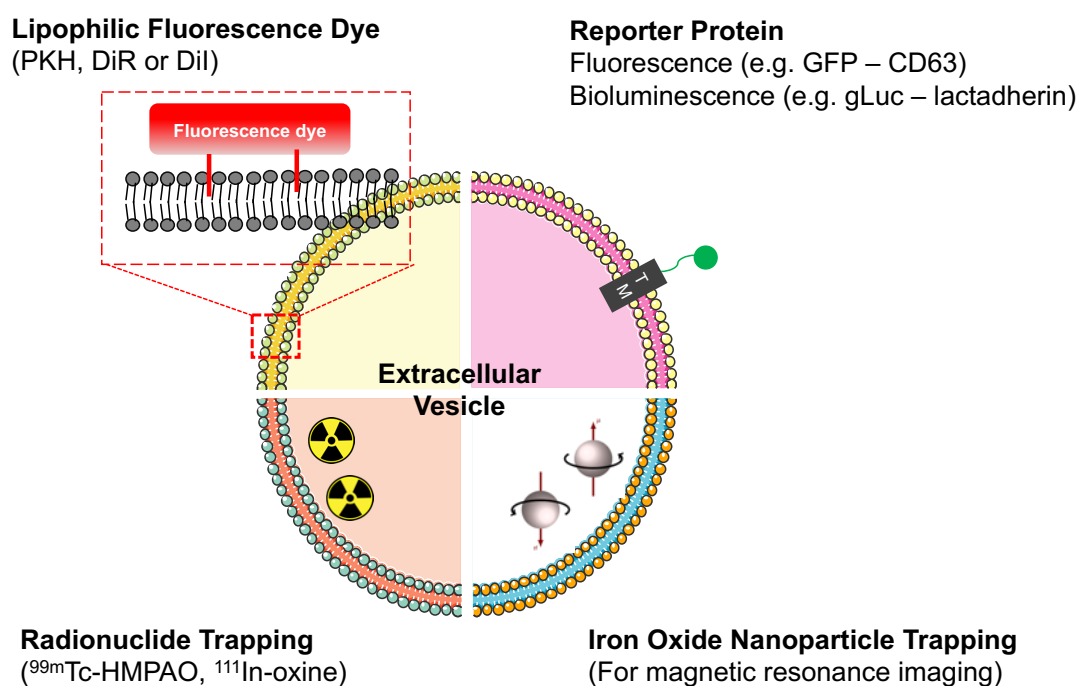 Lipophilic Fluorescence Dye
(PKH, DiR or DiI)
Reporter Protein
Fluorescence (e.g. GFP – CD63)
Bioluminescence (e.g. gLuc – lactadherin)
Fluorescence dye
TM
Extracellular
Vesicle
Radionuclide Trapping
(⁹⁹ᵐTc-HMPAO, ¹¹¹In-oxine)
Iron Oxide Nanoparticle Trapping
(For magnetic resonance imaging)